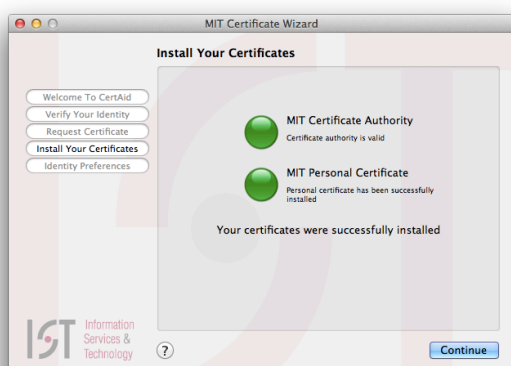 MIT Certificate Wizard
Install Your Certificates
Welcome To CertAid
Verify Your Identity
Request Certificate
Install Your Certificates
Identity Preferences
MIT Certificate Authority
Certificate authority is valid
MIT Personal Certificate
Personal certificate has been successfully
installed
Your certificates were successfully installed
IST
Information
Services &
Technology
?
Continue